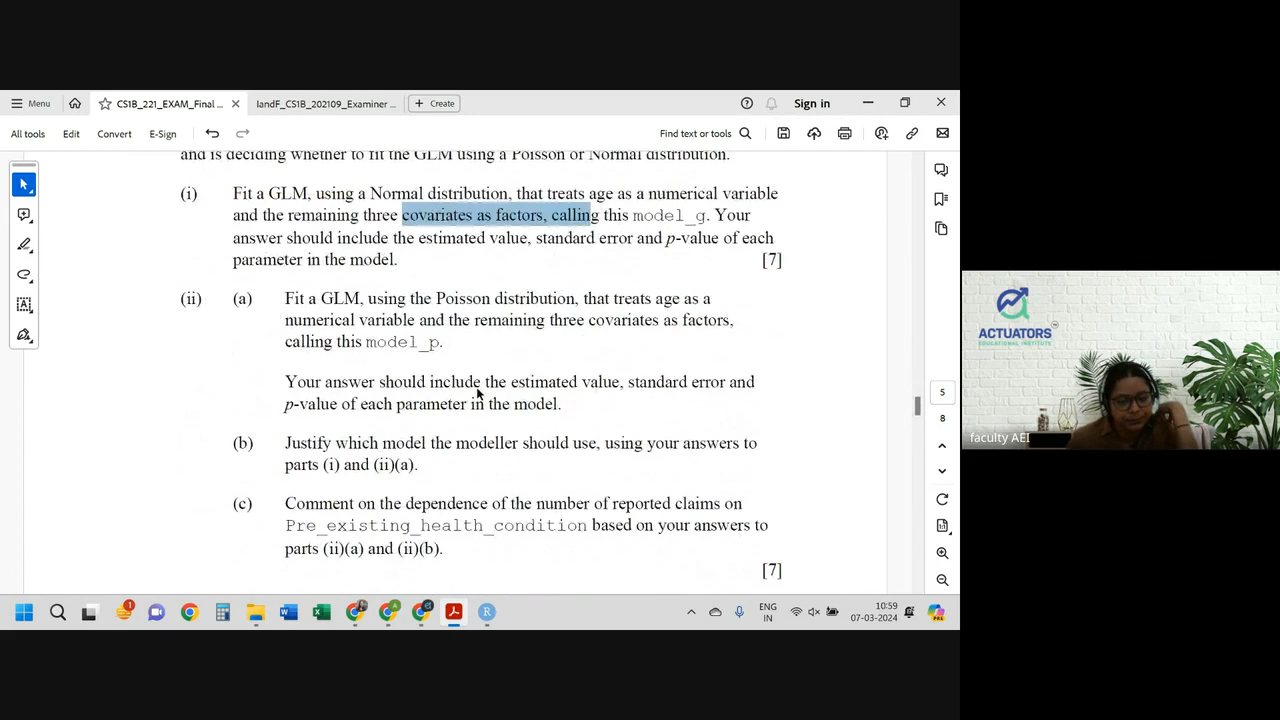 Menu
CS1B_221_EXAM_Final ...
IandF_CS1B_202109_Examiner ...
Create
Sign in
All tools
Edit
Convert
E-Sign
Find text or tools
and is deciding whether to fit the GLM using a Poisson or Normal distribution.
(i) Fit a GLM, using a Normal distribution, that treats age as a numerical variable
and the remaining three covariates as factors, calling this model_g. Your
answer should include the estimated value, standard error and p-value of each
parameter in the model. [7]
(ii) (a) Fit a GLM, using the Poisson distribution, that treats age as a
numerical variable and the remaining three covariates as factors,
calling this model_p.
Your answer should include the estimated value, standard error and
p-value of each parameter in the model.
(b) Justify which model the modeller should use, using your answers to
parts (i) and (ii)(a).
(c) Comment on the dependence of the number of reported claims on
Pre_existing_health_condition based on your answers to
parts (ii)(a) and (ii)(b).
[7]
5
8
ACTUATORS
EDUCATIONAL INSTITUTE
TM
faculty AEI
1
ENG
IN
10:59
07-03-2024